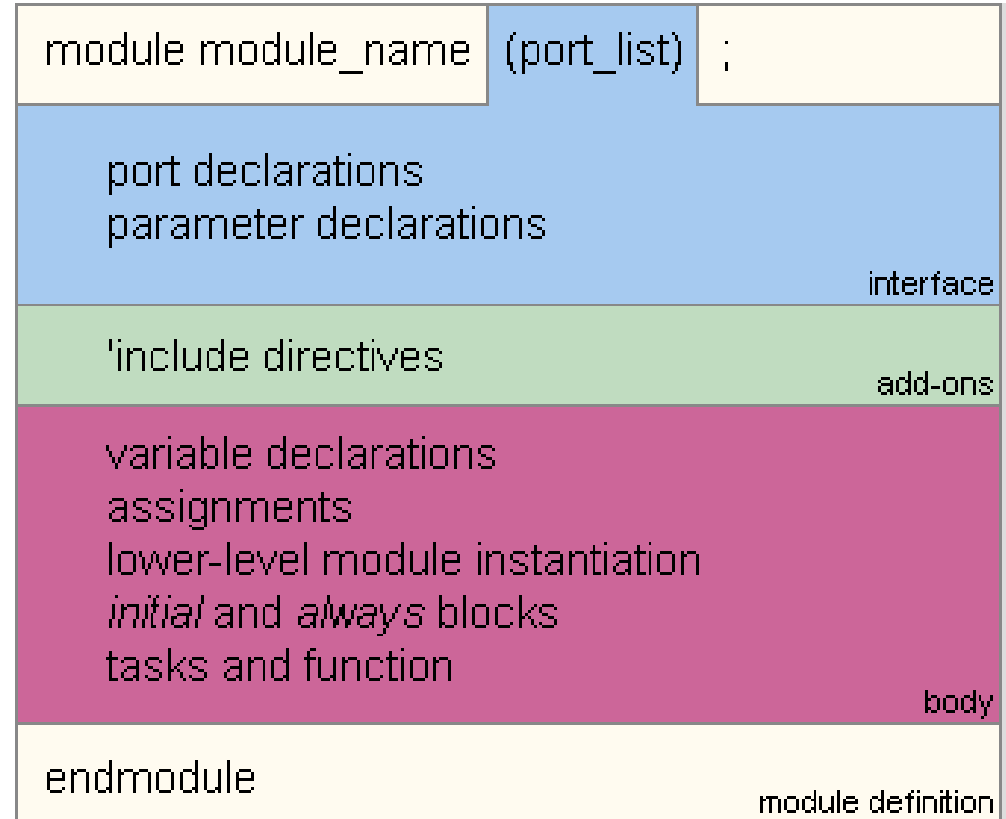 module module_name (port_list) ;
port declarations
parameter declarations
interface
'include directives
add-ons
variable declarations
assignments
lower-level module instantiation
initial and always blocks
tasks and function
body
endmodule
module definition